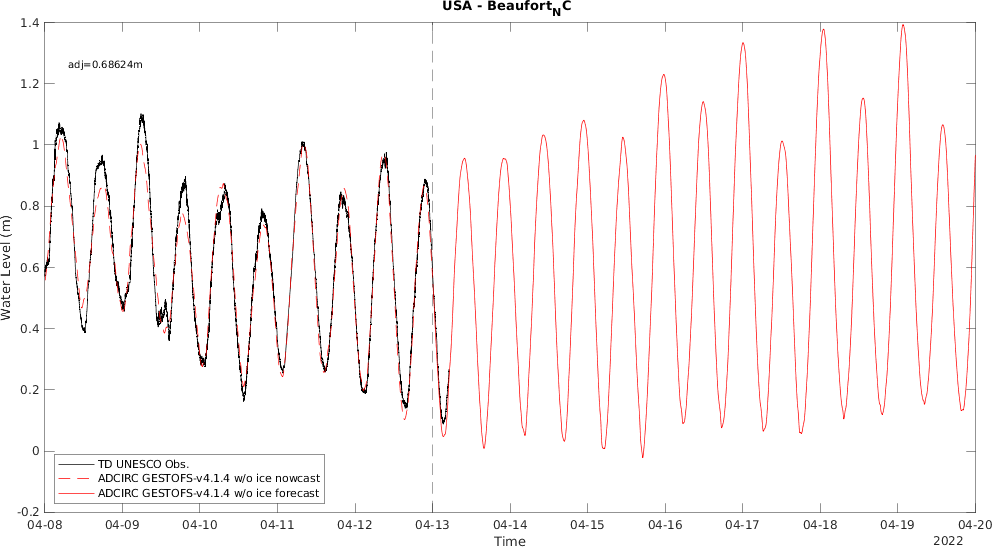 USA - Beaufort_NC
adj=0.68624m
1.4
1.2
1
0.8
0.6
0.4
0.2
0
-0.2
Water Level (m)
TD UNESCO Obs.
ADCIRC GESTOFS-v4.1.4 w/o ice nowcast
ADCIRC GESTOFS-v4.1.4 w/o ice forecast
04-08 04-09 04-10 04-11 04-12 04-13 04-14 04-15 04-16 04-17 04-18 04-19 04-20
Time
2022